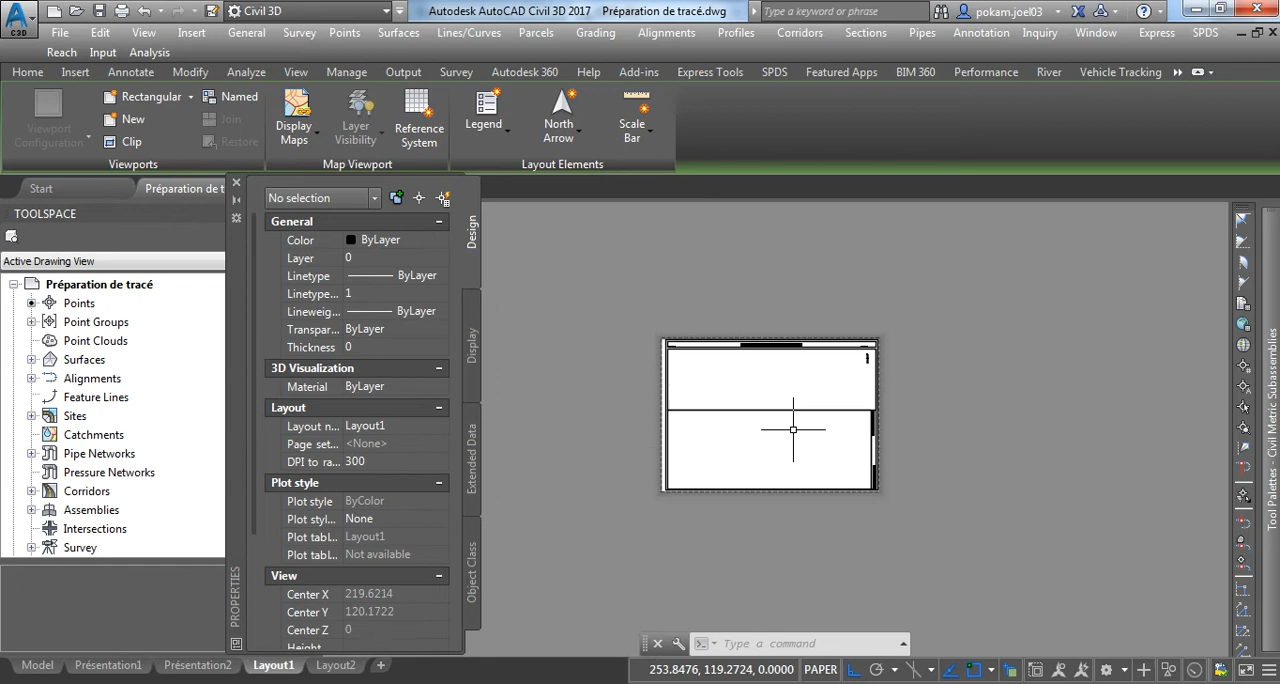 Civil 3D
Autodesk AutoCAD Civil 3D 2017 Préparation de tracé.dwg
Type a keyword or phrase
pokam.joel03
C3D
File Edit View Insert General Survey Points Surfaces Lines/Curves Parcels Grading Alignments Profiles Corridors Sections Pipes Annotation Inquiry Window Express SPDS
Reach Input Analysis
Home Insert Annotate Modify Analyze View Manage Output Survey Autodesk 360 Help Add-ins Express Tools SPDS Featured Apps BIM 360 Performance River Vehicle Tracking
Viewport Configuration
Rectangular
New
Clip
Named
Join
Restore
Viewports
Display Maps
Layer Visibility
Reference System
Map Viewport
Legend
North Arrow
Scale Bar
Layout Elements
Start Préparation de t
TOOLSPACE
Active Drawing View
Préparation de tracé
Points
Point Groups
Point Clouds
Surfaces
Alignments
Feature Lines
Sites
Catchments
Pipe Networks
Pressure Networks
Corridors
Assemblies
Intersections
Survey
No selection
General
Color ByLayer
Layer 0
Linetype ByLayer
Linetype... 1
Lineweig... ByLayer
Transpar... ByLayer
Thickness 0
3D Visualization
Material ByLayer
Layout
Layout n... Layout1
Page set... <None>
DPI to ra... 300
Plot style
Plot style ByColor
Plot styl... None
Plot tabl... Layout1
Plot tabl... Not available
View
Center X 219.6214
Center Y 120.1722
Center Z 0
Height
PROPERTIES
Design
Display
Extended Data
Object Class
Tool Palettes - Civil Metric Subassemblies
Type a command
Model Présentation1 Présentation2 Layout1 Layout2 +
253.8476, 119.2724, 0.0000 PAPER